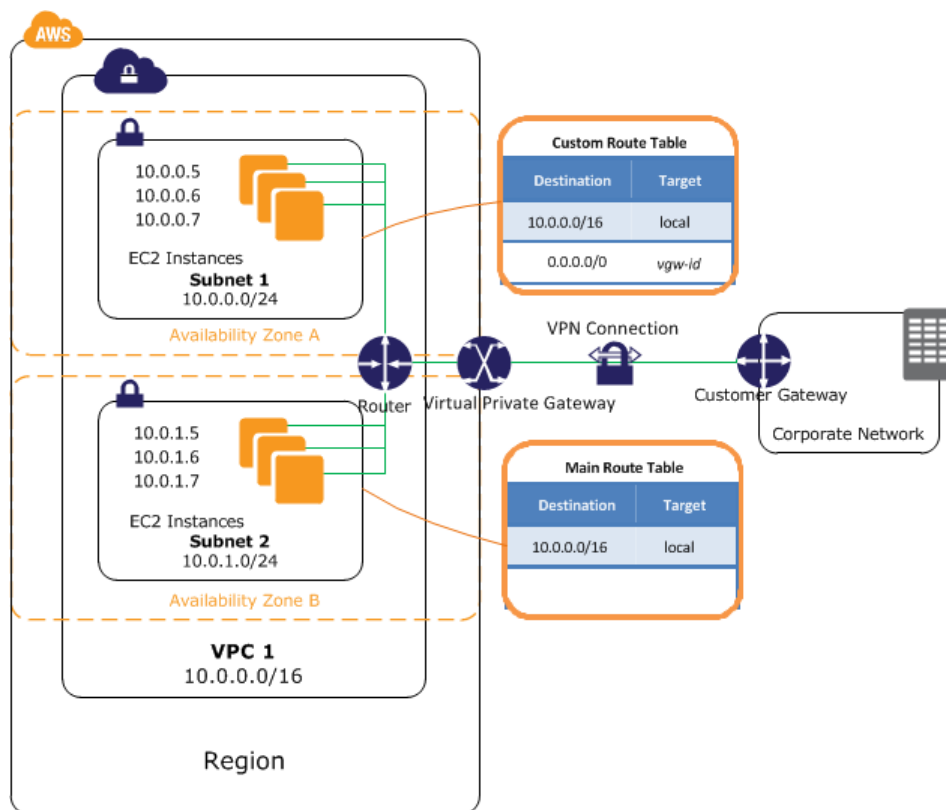 AWS
10.0.0.5
10.0.0.6
10.0.0.7
EC2 Instances
Subnet 1
10.0.0.0/24
Availability Zone A
Custom Route Table
Destination Target
10.0.0.0/16 local
0.0.0.0/0 vgw-id
VPN Connection
Router
Virtual Private Gateway
Customer Gateway
Corporate Network
10.0.1.5
10.0.1.6
10.0.1.7
EC2 Instances
Subnet 2
10.0.1.0/24
Availability Zone B
Main Route Table
Destination Target
10.0.0.0/16 local
VPC 1
10.0.0.0/16
Region